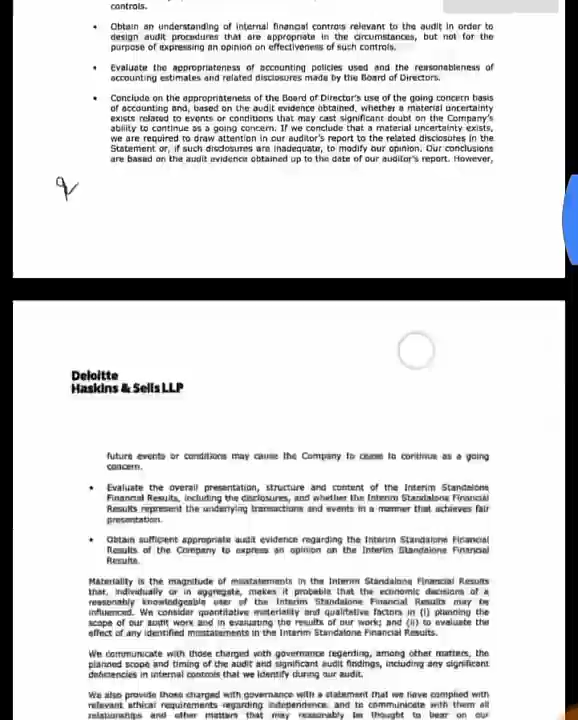 controls.
• Obtain an understanding of internal financial controls relevant to the audit in order to
design audit procedures that are appropriate in the circumstances, but not for the
purpose of expressing an opinion on effectiveness of such controls.
• Evaluate the appropriateness of accounting policies used and the reasonableness of
accounting estimates and related disclosures made by the Board of Directors.
• Conclude on the appropriateness of the Board of Director's use of the going concern basis
of accounting and, based on the audit evidence obtained, whether a material uncertainty
exists related to events or conditions that may cast significant doubt on the Company's
ability to continue as a going concern. If we conclude that a material uncertainty exists,
we are required to draw attention in our auditor's report to the related disclosures in the
Statement or, if such disclosures are inadequate, to modify our opinion. Our conclusions
are based on the audit evidence obtained up to the date of our auditor's report. However,
Deloitte
Haskins & Sells LLP
future events or conditions may cause the Company to cease to continue as a going
concern.
• Evaluate the overall presentation, structure and content of the Interim Standalone
Financial Results, including the disclosures, and whether the Interim Standalone Financial
Results represent the underlying transactions and events in a manner that achieves fair
presentation.
• Obtain sufficient appropriate audit evidence regarding the Interim Standalone Financial
Results of the Company to express an opinion on the Interim Standalone Financial
Results.
Materiality is the magnitude of misstatements in the Interim Standalone Financial Results
that, individually or in aggregate, makes it probable that the economic decisions of a
reasonably knowledgeable user of the Interim Standalone Financial Results may be
influenced. We consider quantitative materiality and qualitative factors in (i) planning the
scope of our audit work and in evaluating the results of our work; and (ii) to evaluate the
effect of any identified misstatements in the Interim Standalone Financial Results.
We communicate with those charged with governance regarding, among other matters, the
planned scope and timing of the audit and significant audit findings, including any significant
deficiencies in internal controls that we identify during our audit.
We also provide those charged with governance with a statement that we have complied with
relevant ethical requirements regarding independence, and to communicate with them all
relationships and other matters that may reasonably be thought to bear on our